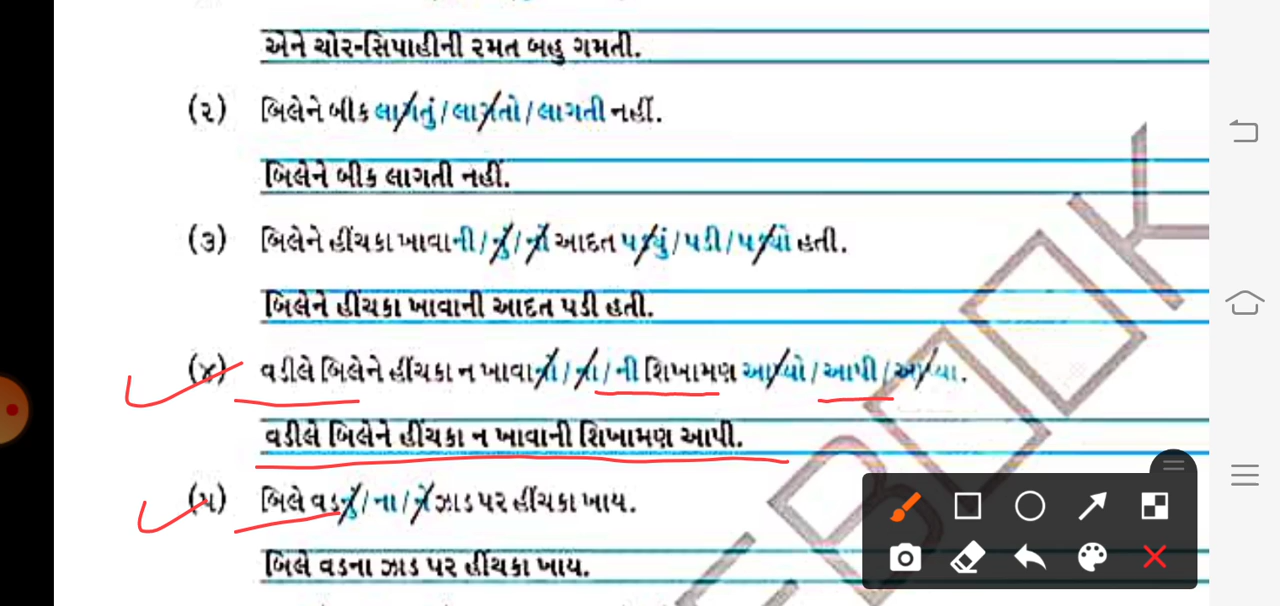 એને ચોર-સિપાહીની રમત બહુ ગમતી.
(૨) બિલેને બીક લાગતું/લાગતો/લાગતી નહીં.
બિલેને બીક લાગતી નહીં.
(૩) બિલેને હીંચકા ખાવાની/નું/નો આદત પડ્યું/પડી/પડ્યો હતી.
બિલેને હીંચકા ખાવાની આદત પડી હતી.
(૪) વડીલે બિલેને હીંચકા ન ખાવાનો/ના/ની શિખામણ આપ્યો/આપી/આપ્યા.
વડીલે બિલેને હીંચકા ન ખાવાની શિખામણ આપી.
(૫) બિલે વડનું/ના/ને ઝાડ પર હીંચકા ખાય.
બિલે વડના ઝાડ પર હીંચકા ખાય.